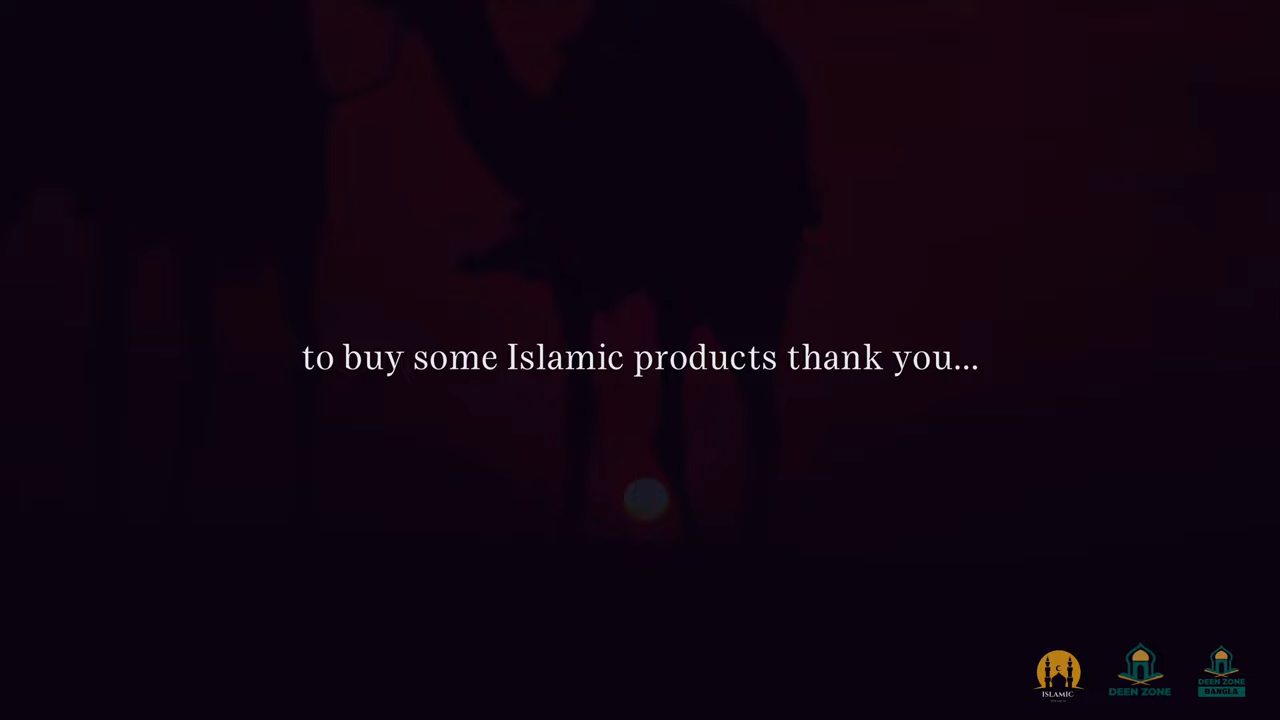 to buy some Islamic products thank you...
ISLAMIC
DEEN ZONE
DEEN ZONE
BANGLA